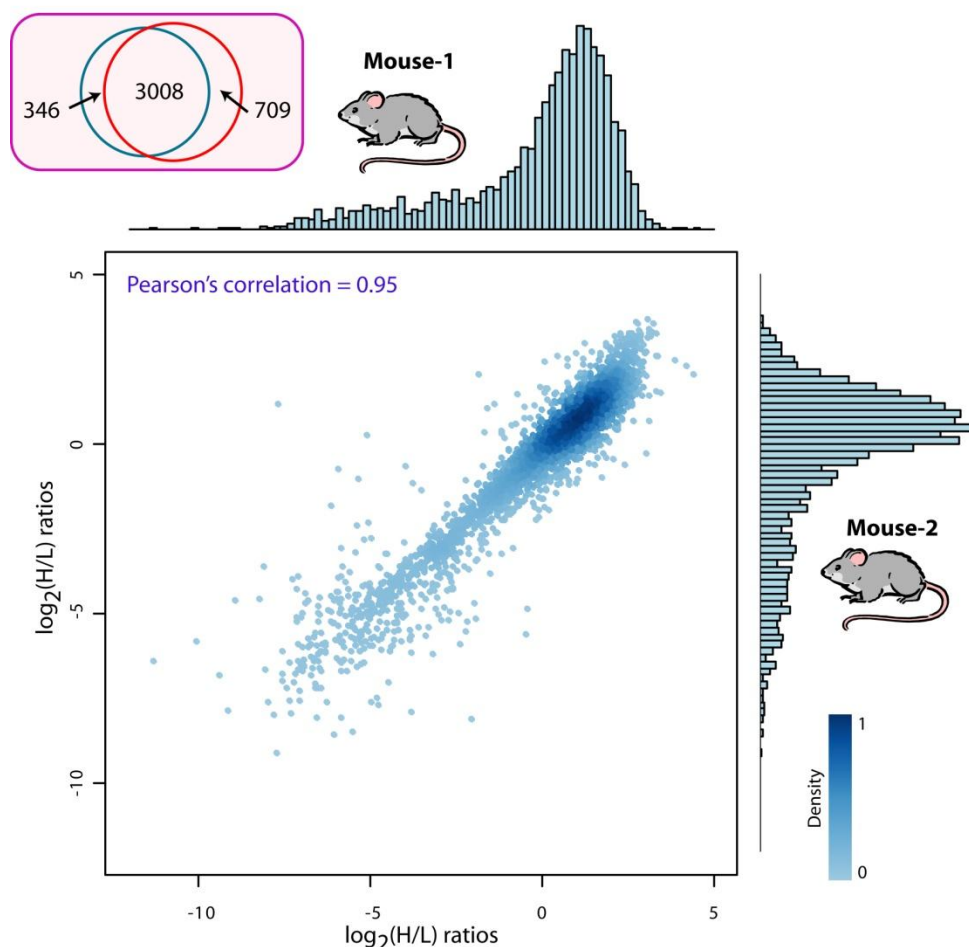 346
3008
709
Mouse-1
Pearson's correlation = 0.95
5
0
-5
-10
log2(H/L) ratios
-10
-5
0
5
log2(H/L) ratios
Mouse-2
Density
1
0